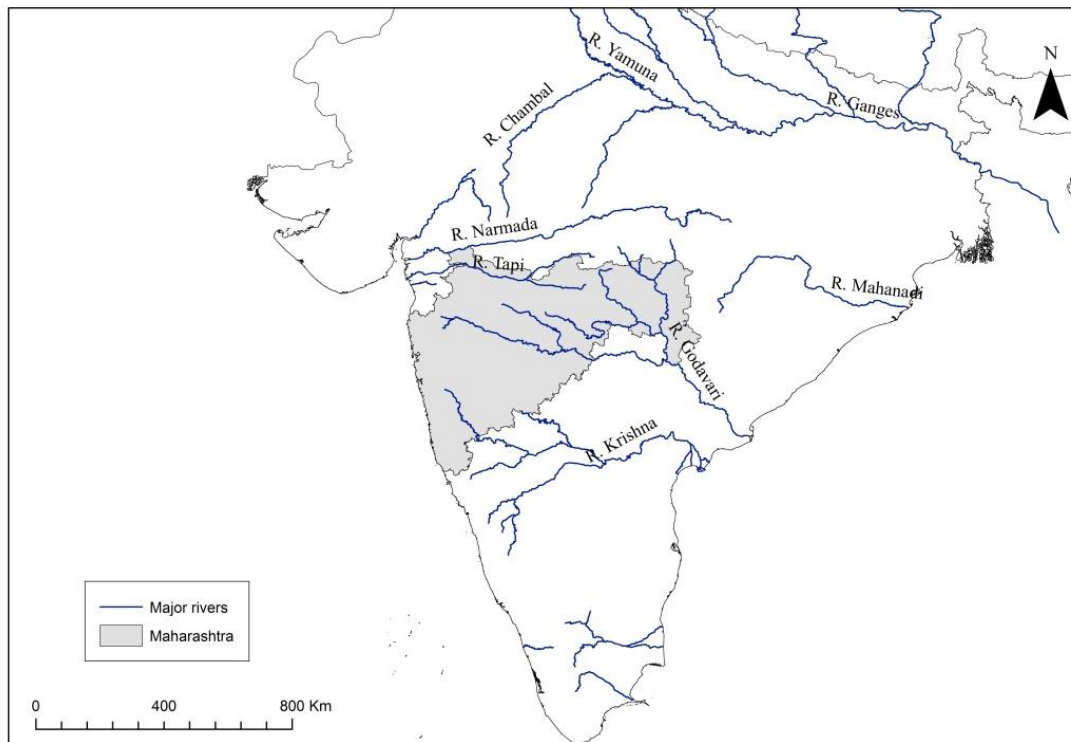 N
R. Yamuna
R. Ganges
R. Chambal
R. Narmada
R. Tapi
R. Mahanadi
R. Godavari
R. Krishna
Major rivers
Maharashtra
0 400 800 Km